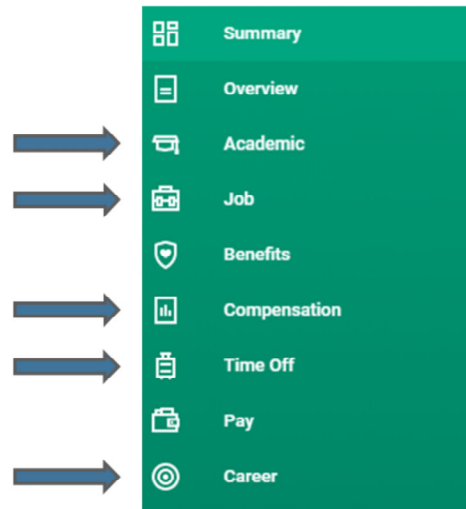 Summary
Overview
Academic
Job
Benefits
Compensation
Time Off
Pay
Career